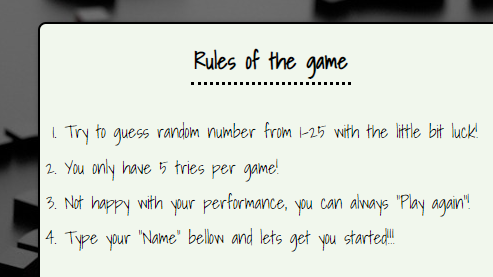 Rules of the game
1. Try to guess random number from 1-25 with the little bit luck!
2. You only have 5 tries per game!
3. Not happy with your performance, you can always "Play again"!
4. Type your "Name" bellow and lets get you started!!!